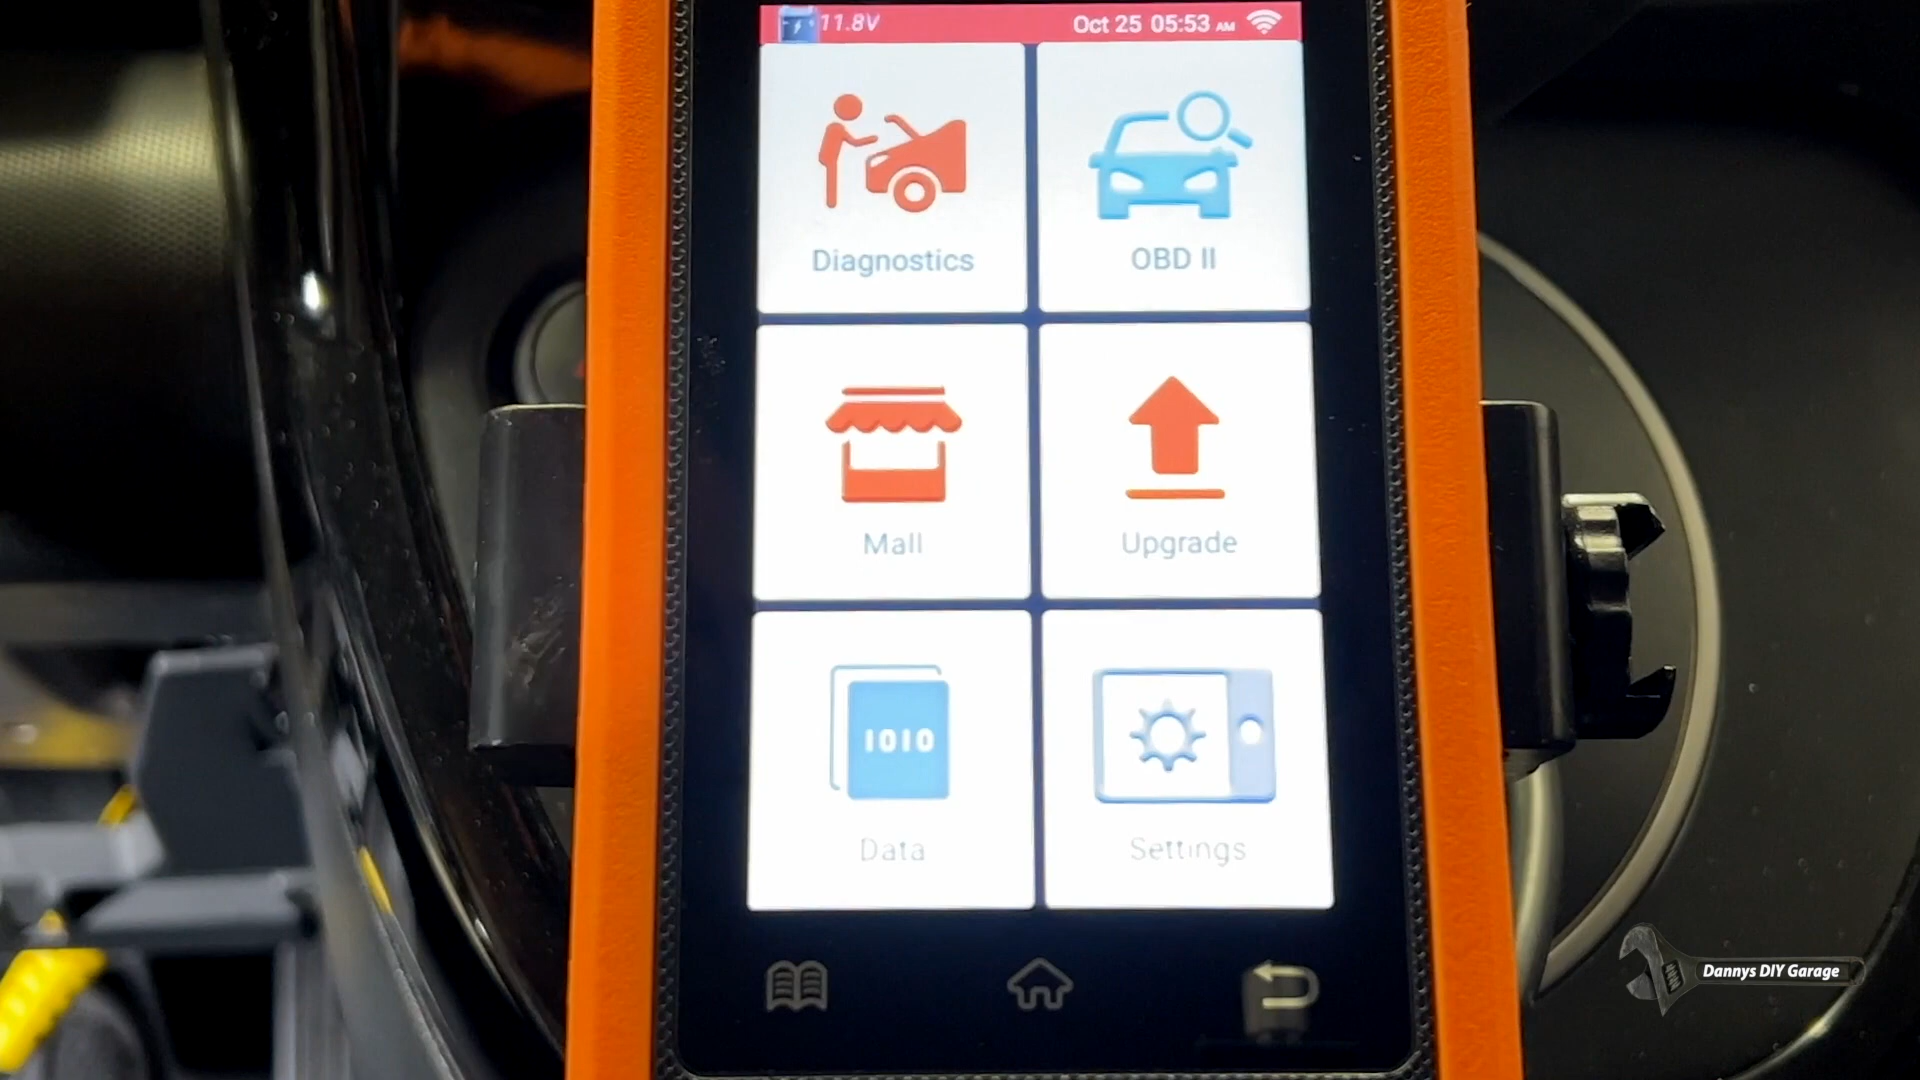 11.8V
Oct 25 05:53 AM
Diagnostics
OBD II
Mall
Upgrade
1010
Data
Settings
Dannys DIY Garage